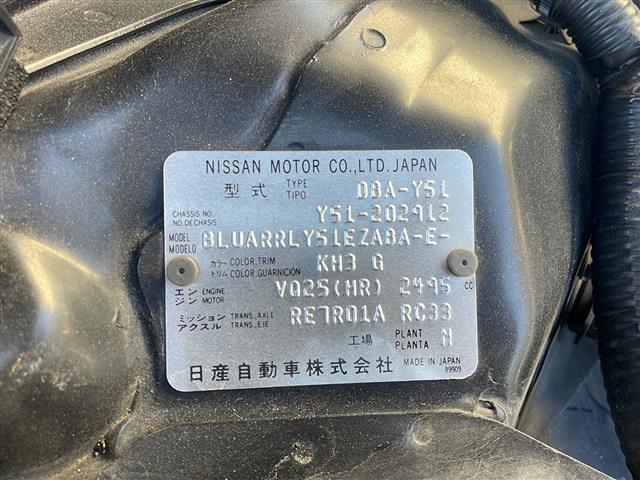 NISSAN MOTOR CO.,LTD.JAPAN
型式 TYPE TIPO DBA-Y51
CHASSIS NO. NO.DECHASIS Y51-202912
MODEL MODELO BLUARRLY51EZABA-E-
カラー COLOR,TRIM トリム COLOR,GUARNICION KH3 G
エンジン ENGINE MOTOR VQ25(HR) 2495 CC
ミッション TRANS.,AXLE アクスル TRANS.,EJE RE7R01A RC33
工場 PLANT PLANTA M
日産自動車株式会社 MADE IN JAPAN
89909